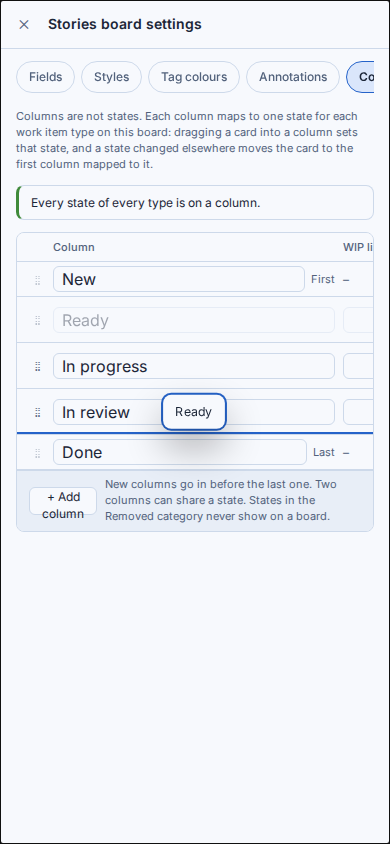 Stories board settings
Fields
Styles
Tag colours
Annotations
Co
Columns are not states. Each column maps to one state for each
work item type on this board: dragging a card into a column sets
that state, and a state changed elsewhere moves the card to the
first column mapped to it.
Every state of every type is on a column.
Column
WIP li
New
First
–
Ready
In progress
In review
Ready
Done
Last
–
+ Add
column
New columns go in before the last one. Two
columns can share a state. States in the
Removed category never show on a board.